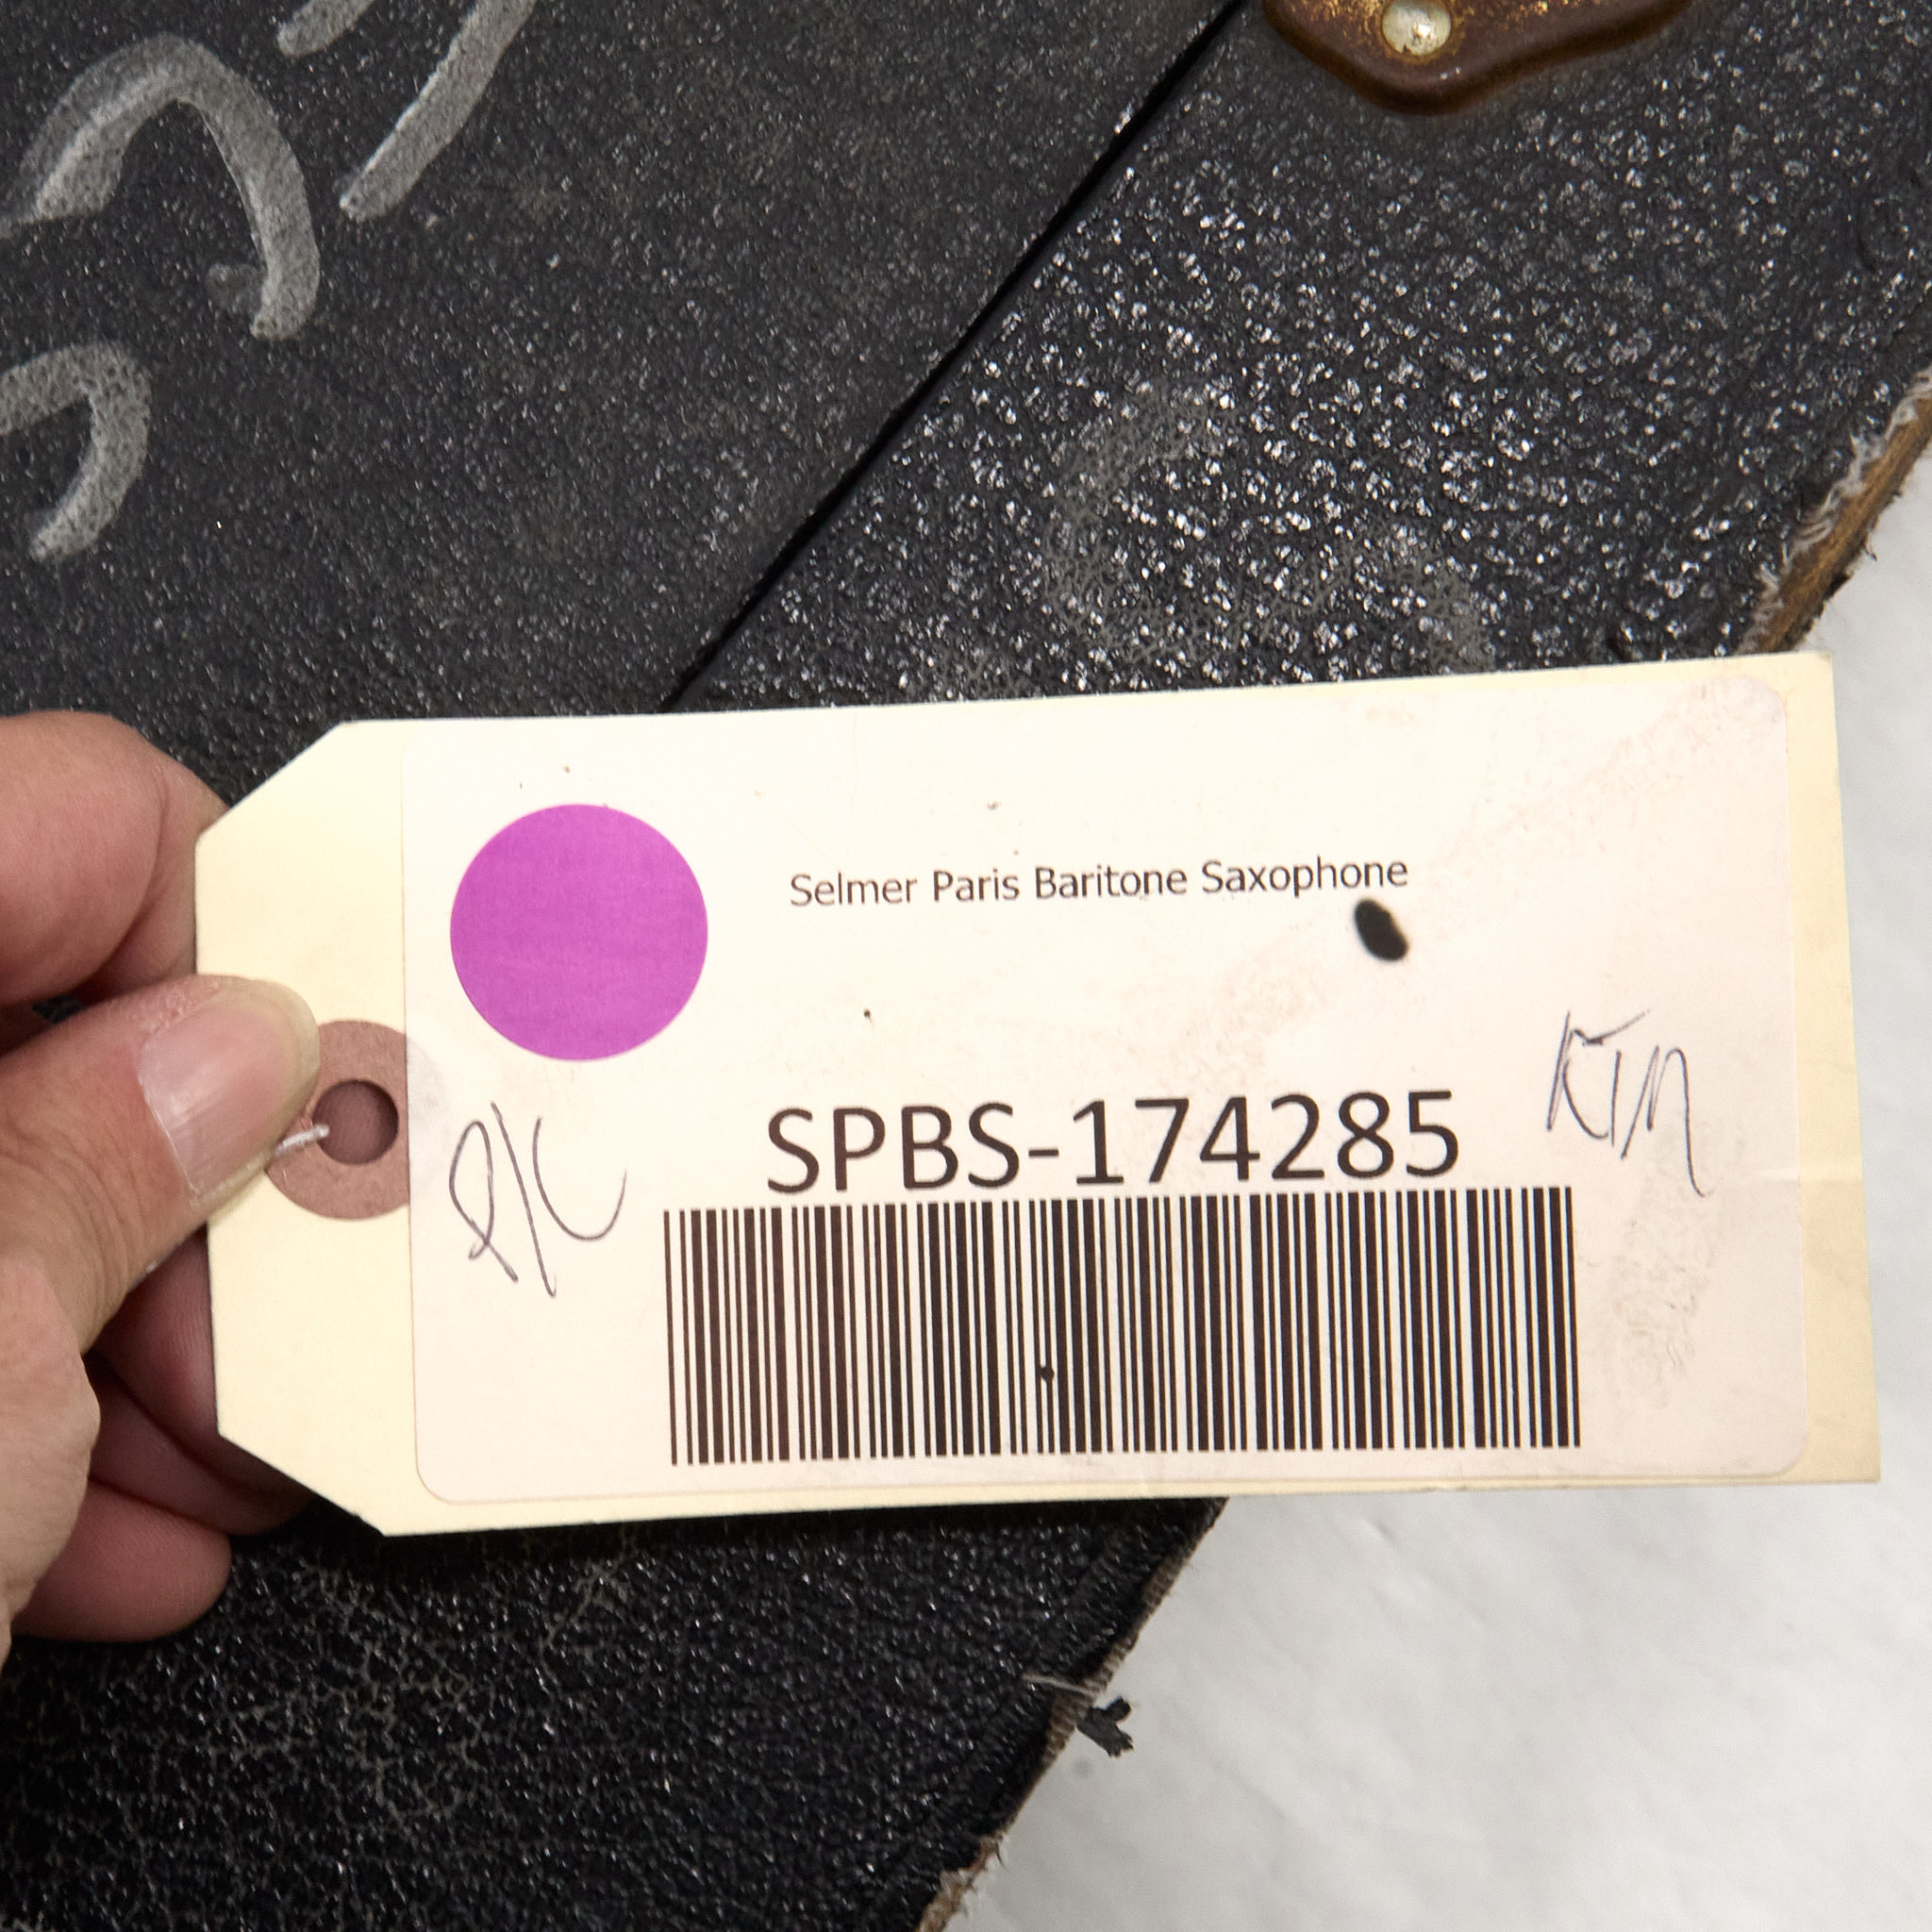 Selmer Paris Baritone Saxophone
SPBS-174285